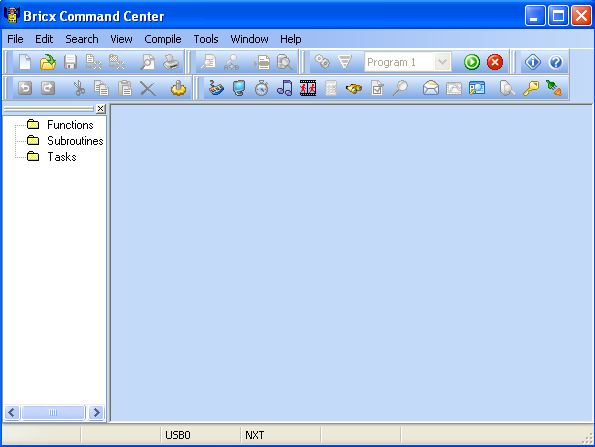 Bricx Command Center
File Edit Search View Compile Tools Window Help
Program 1
Functions
Subroutines
Tasks
USB0 NXT